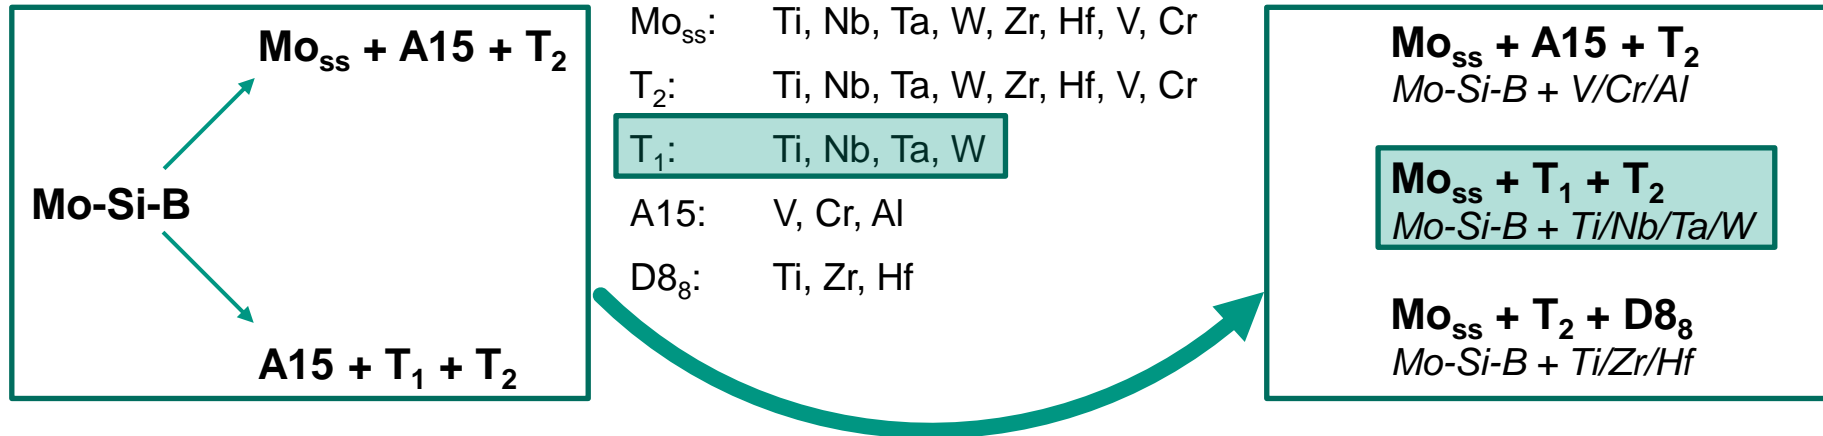 Mo-Si-B
Moss + A15 + T2
A15 + T1 + T2
Moss: Ti, Nb, Ta, W, Zr, Hf, V, Cr
T2: Ti, Nb, Ta, W, Zr, Hf, V, Cr
T1: Ti, Nb, Ta, W
A15: V, Cr, Al
D88: Ti, Zr, Hf
Moss + A15 + T2
Mo-Si-B + V/Cr/Al
Moss + T1 + T2
Mo-Si-B + Ti/Nb/Ta/W
Moss + T2 + D88
Mo-Si-B + Ti/Zr/Hf